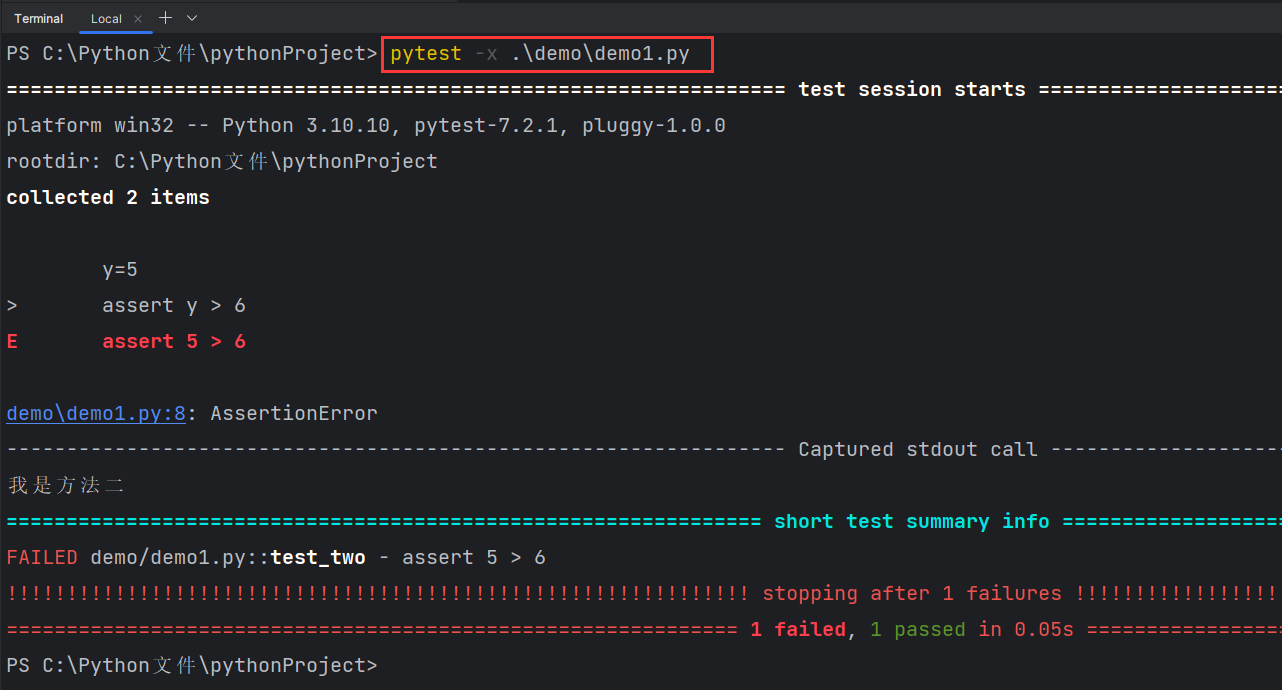 Terminal Local × + ⌄
PS C:\Python文件\pythonProject> pytest -x .\demo\demo1.py
================================================================= test session starts ====================
platform win32 -- Python 3.10.10, pytest-7.2.1, pluggy-1.0.0
rootdir: C:\Python文件\pythonProject
collected 2 items
y=5
> assert y > 6
E assert 5 > 6
demo\demo1.py:8: AssertionError
----------------------------------------------------------------- Captured stdout call -------------------
我是方法二
=============================================================== short test summary info ==================
FAILED demo/demo1.py::test_two - assert 5 > 6
!!!!!!!!!!!!!!!!!!!!!!!!!!!!!!!!!!!!!!!!!!!!!!!!!!!!!!!!!!!!!! stopping after 1 failures !!!!!!!!!!!!!!!!!
============================================================= 1 failed, 1 passed in 0.05s ================
PS C:\Python文件\pythonProject>